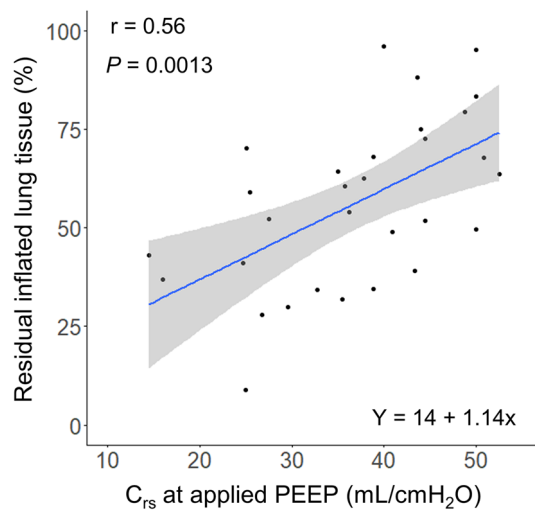 r = 0.56
P = 0.0013
100
75
50
25
0
Residual inflated lung tissue (%)
Y = 14 + 1.14x
10 20 30 40 50
Crs at applied PEEP (mL/cmH2O)